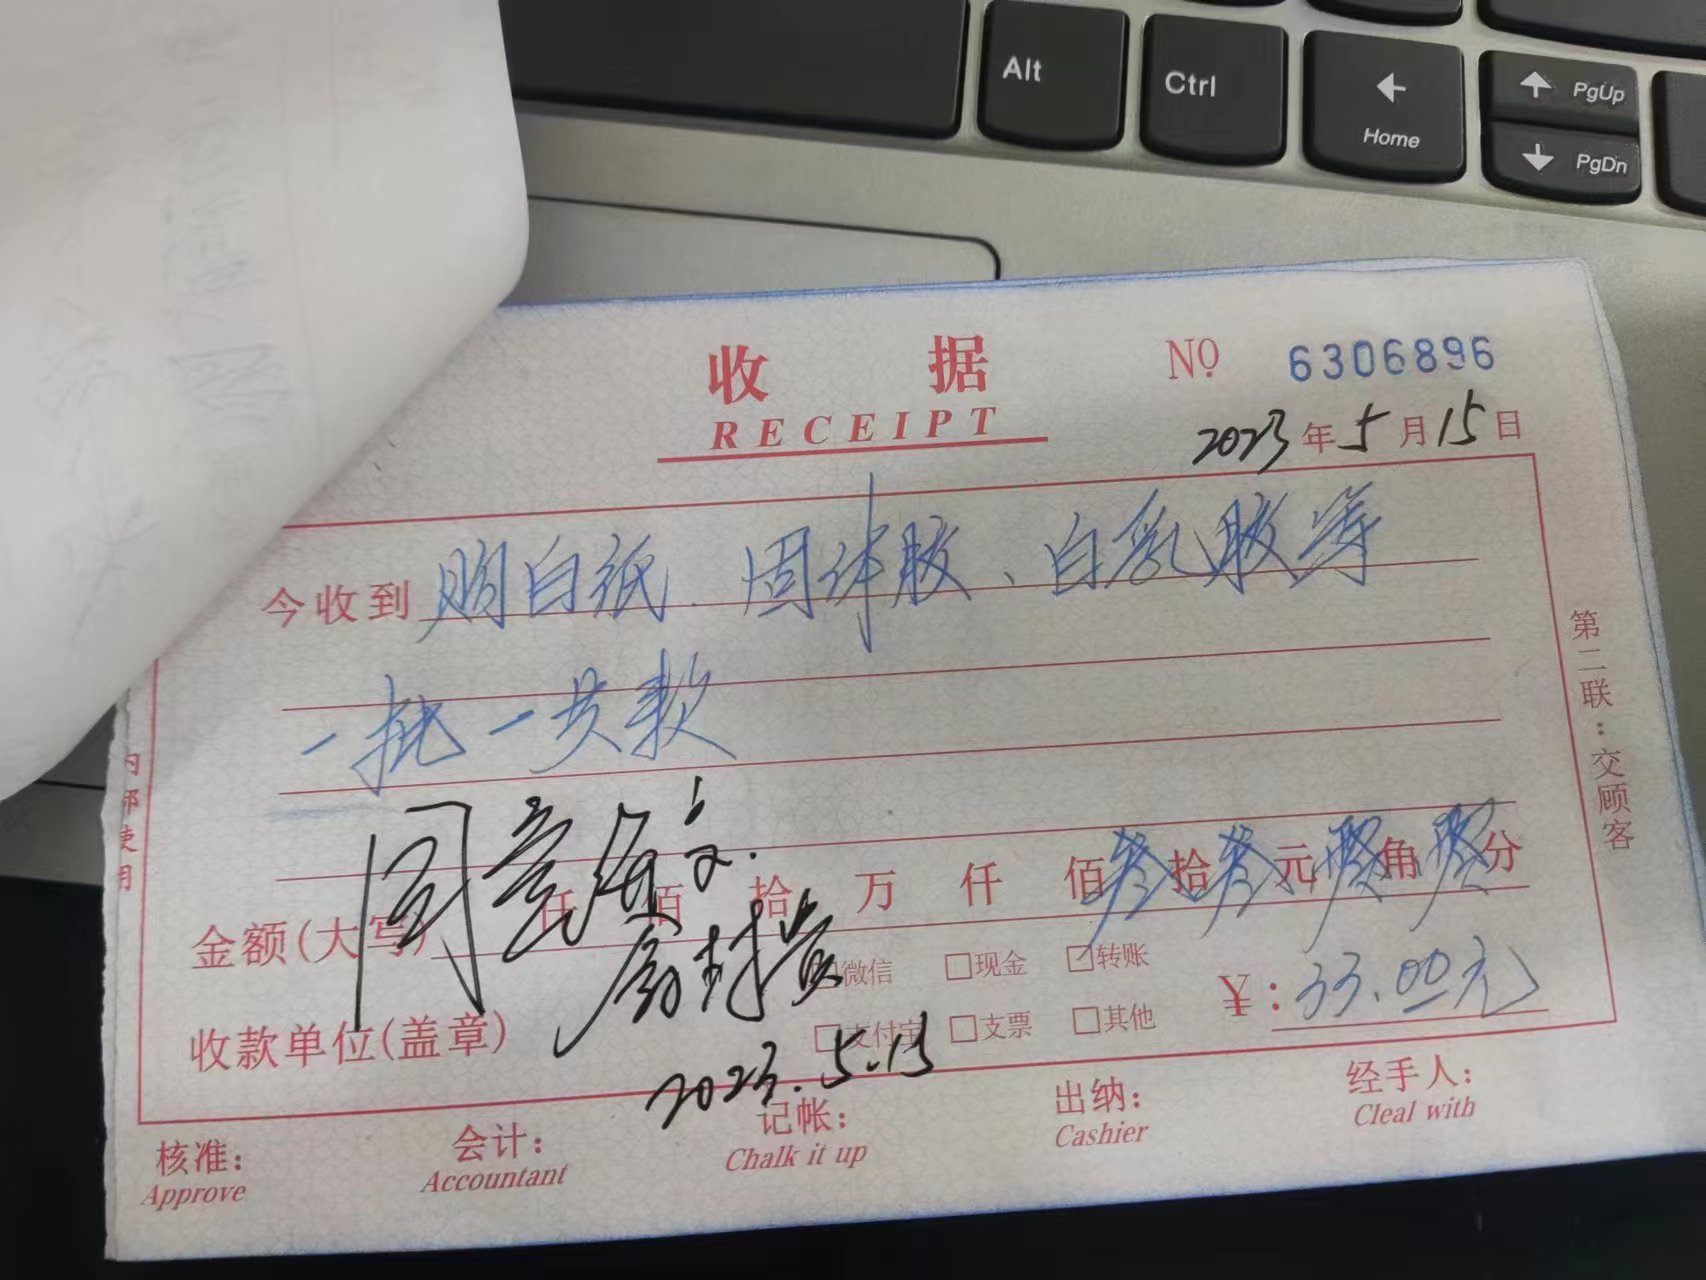 Alt
Ctrl
Home
PgUp
PgDn
收据
RECEIPT
№ 6306896
2023年5月15日
今收到 购白纸、固体胶、白乳胶等
一批一步款
同意报
金额(大写) 仟佰拾万仟佰叁拾叁元零角零分
微信 现金 转账
¥:33.00元
收款单位(盖章)
支付宝 支票 其他
2023.5.15
核准: 会计: 记帐: 出纳: 经手人:
Approve Accountant Chalk it up Cashier Cleal with
第二联:交顾客
内部使用